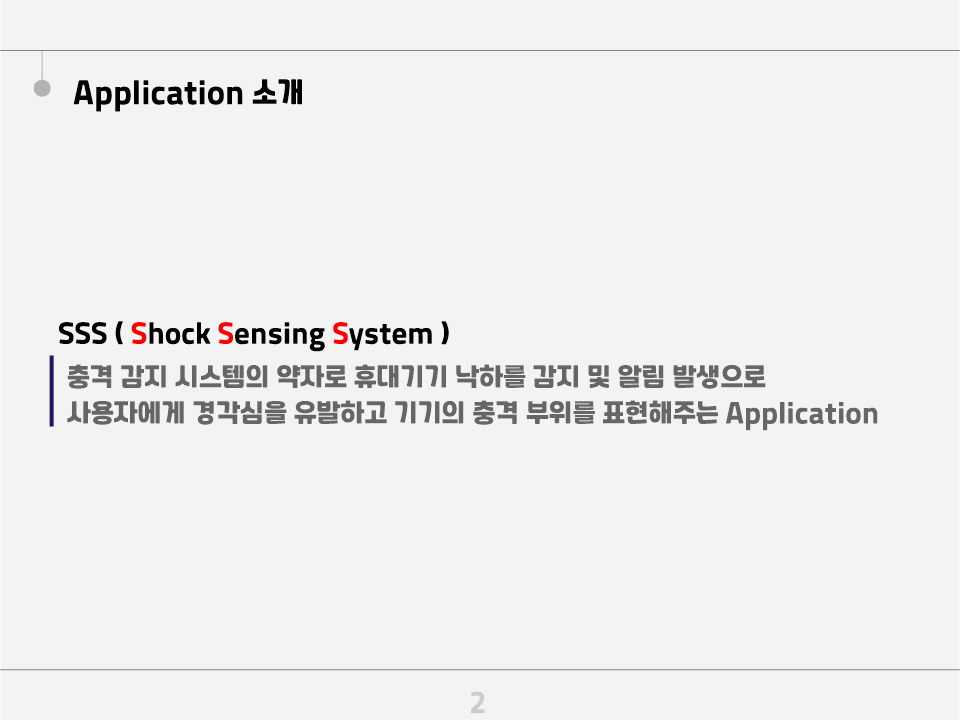 Application 소개
SSS ( Shock Sensing System )
충격 감지 시스템의 약자로 휴대기기 낙하를 감지 및 알림 발생으로
사용자에게 경각심을 유발하고 기기의 충격 부위를 표현해주는 Application
2